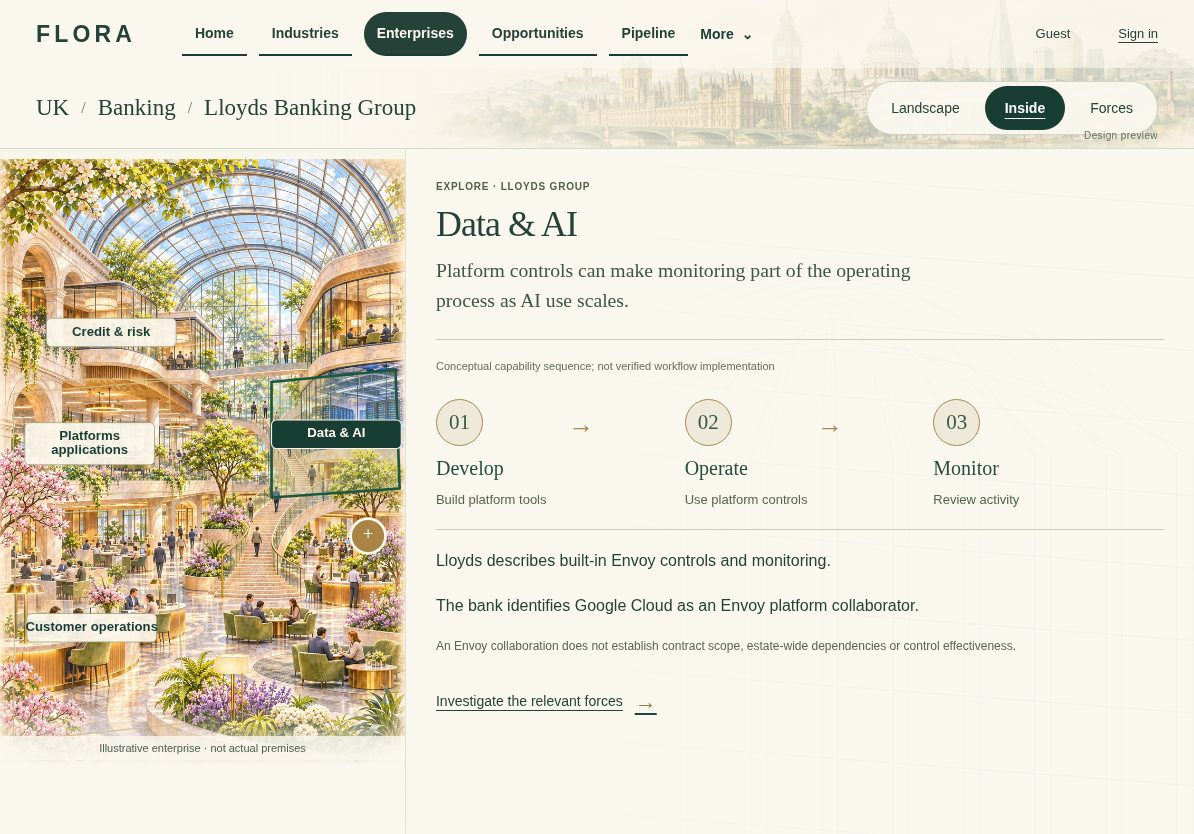 FLORA
Home
Industries
Enterprises
Opportunities
Pipeline
More
Guest
Sign in
UK / Banking / Lloyds Banking Group
Landscape
Inside
Forces
Design preview
Credit & risk
Platforms
applications
Data & AI
+
Customer operations
Illustrative enterprise · not actual premises
EXPLORE · LLOYDS GROUP
Data & AI
Platform controls can make monitoring part of the operating
process as AI use scales.
Conceptual capability sequence; not verified workflow implementation
01 → 02 → 03
Develop
Operate
Monitor
Build platform tools
Use platform controls
Review activity
Lloyds describes built-in Envoy controls and monitoring.
The bank identifies Google Cloud as an Envoy platform collaborator.
An Envoy collaboration does not establish contract scope, estate-wide dependencies or control effectiveness.
Investigate the relevant forces →